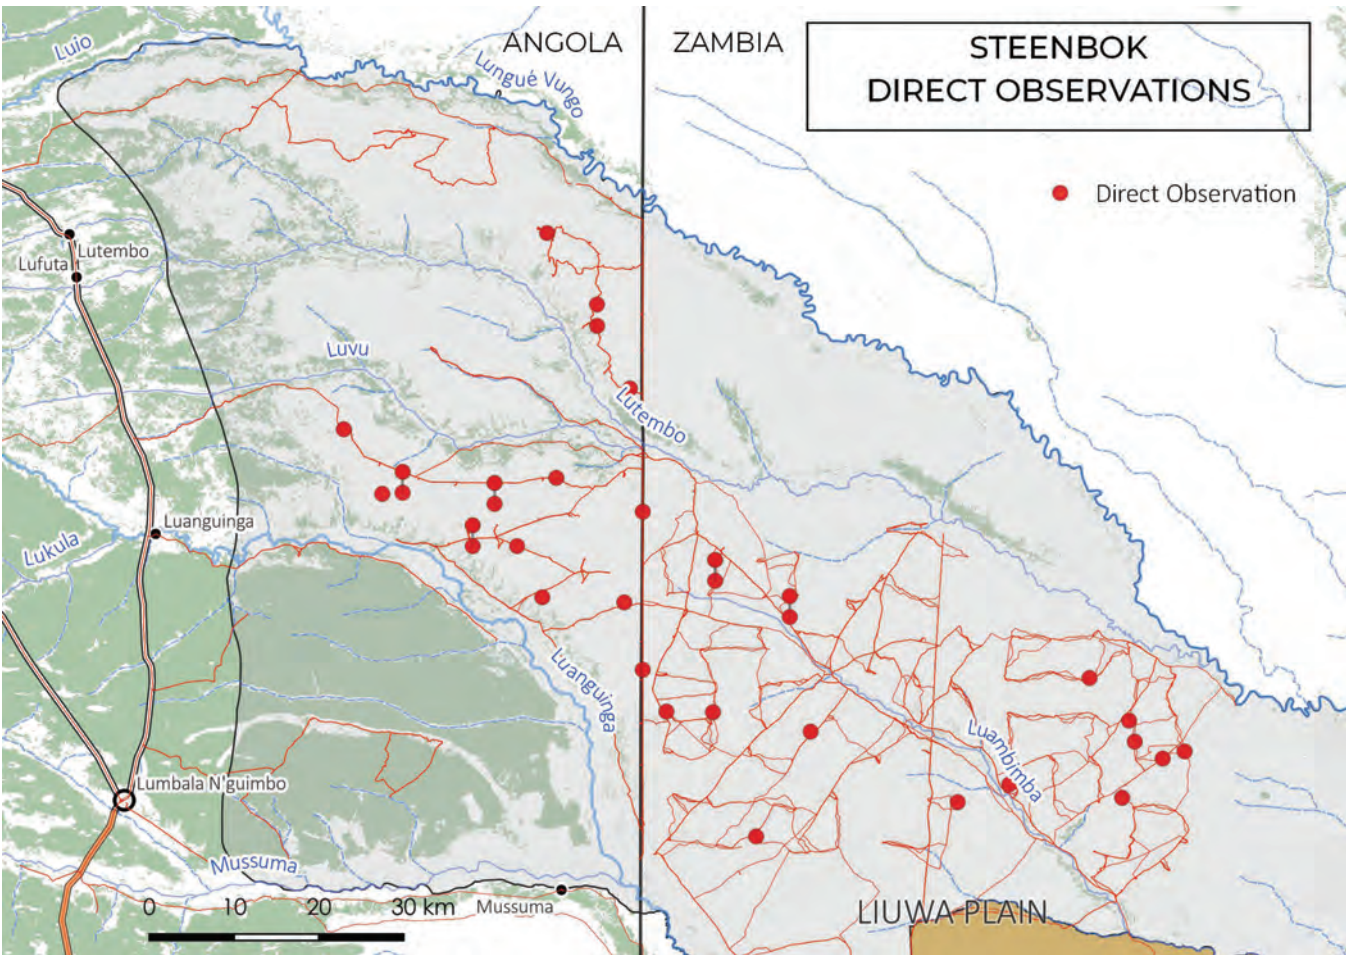 ANGOLA
ZAMBIA
STEENBOK
DIRECT OBSERVATIONS
Direct Observation
Luio
Lungué Vungo
Lutembo
Lufuta
Luvu
Lutembo
Luanguinga
Lukula
Luanguinga
Luambimba
Lumbala N'guimbo
Mussuma
Mussuma
0 10 20 30 km
LIUWA PLAIN